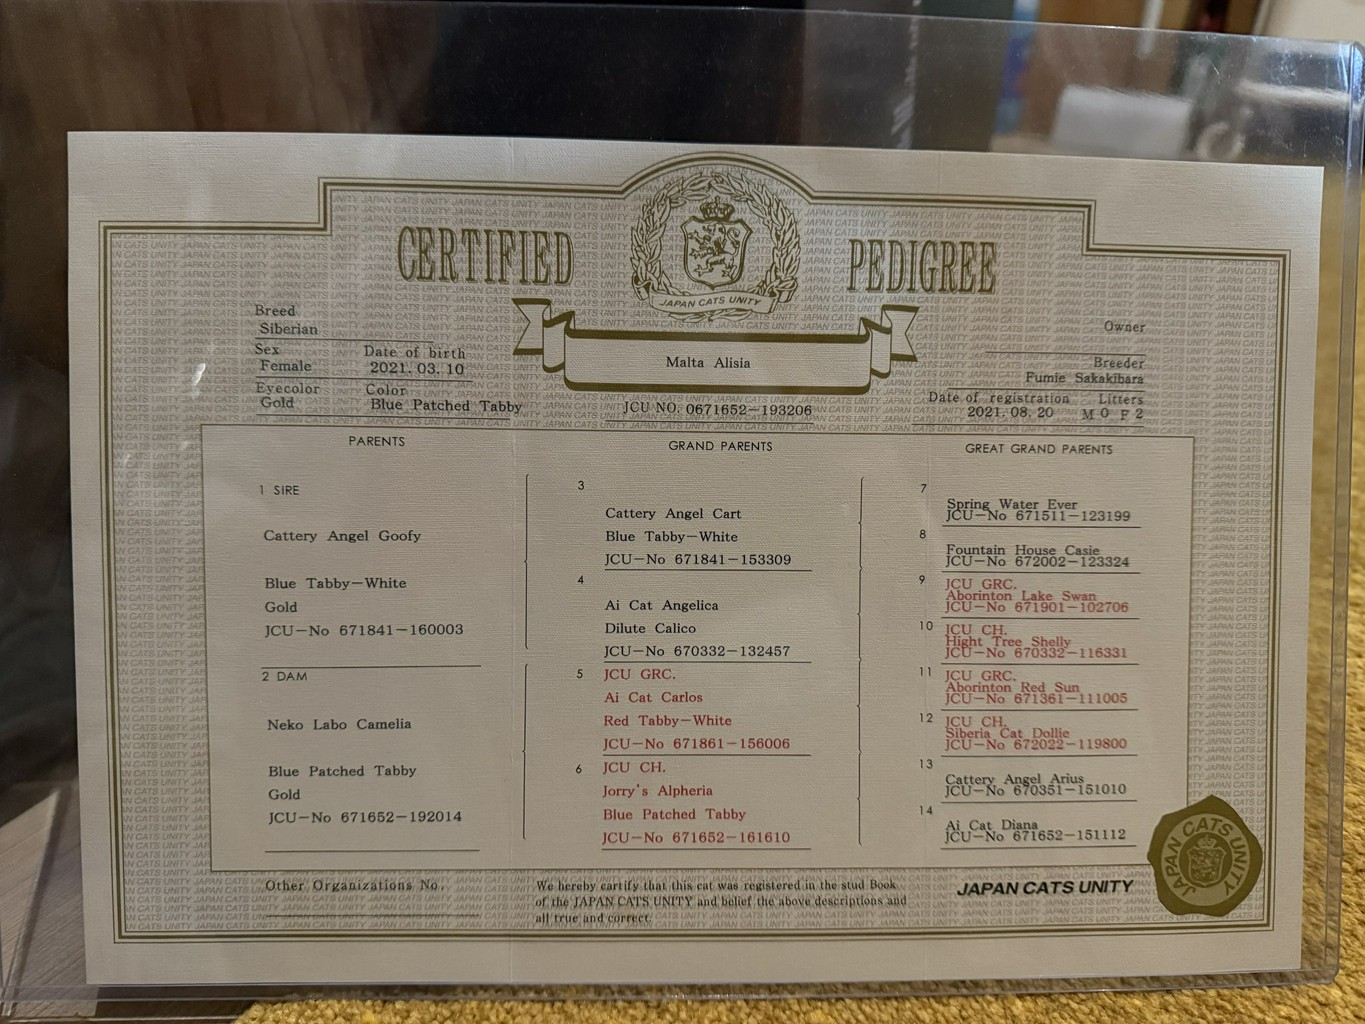 CERTIFIED PEDIGREE
JAPAN CATS UNITY
Malta Alisia
JCU NO. 0671652-193206
Breed
Siberian
Sex
Female
Date of birth
2021. 03. 10
Eyecolor
Gold
Color
Blue Patched Tabby
Owner
Breeder
Fumie Sakakibara
Date of registration
2021. 08. 20
Litters
M 0 F 2
PARENTS
1 SIRE
Cattery Angel Goofy
Blue Tabby-White
Gold
JCU-No 671841-160003
2 DAM
Neko Labo Camelia
Blue Patched Tabby
Gold
JCU-No 671652-192014
GRAND PARENTS
3
Cattery Angel Cart
Blue Tabby-White
JCU-No 671841-153309
4
Ai Cat Angelica
Dilute Calico
JCU-No 670332-132457
5 JCU GRC.
Ai Cat Carlos
Red Tabby-White
JCU-No 671861-156006
6 JCU CH.
Jorry's Alpheria
Blue Patched Tabby
JCU-No 671652-161610
GREAT GRAND PARENTS
7
Spring Water Ever
JCU-No 671511-123199
8
Fountain House Casie
JCU-No 672002-123324
9 JCU GRC.
Aborinton Lake Swan
JCU-No 671901-102706
10 JCU CH.
Hight Tree Shelly
JCU-No 670332-116331
11 JCU GRC.
Aborinton Red Sun
JCU-No 671361-111005
12 JCU CH.
Siberia Cat Dollie
JCU-No 672022-119800
13
Cattery Angel Arius
JCU-No 670351-151010
14
Ai Cat Diana
JCU-No 671652-151112
Other Organizations No.
We hereby certify that this cat was registered in the stud Book
of the JAPAN CATS UNITY and belief the above descriptions and
all true and correct.
JAPAN CATS UNITY
JAPAN CATS UNITY